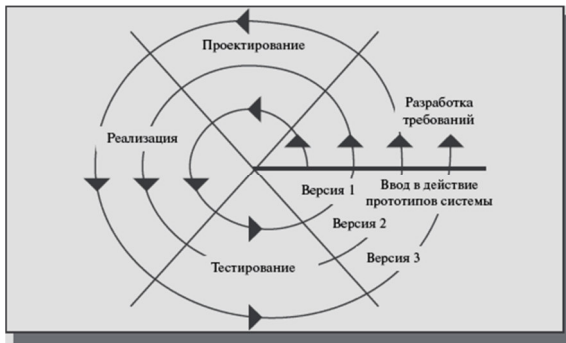 Проектирование
Разработка
требований
Реализация
Версия 1
Ввод в действие
прототипов системы
Версия 2
Версия 3
Тестирование